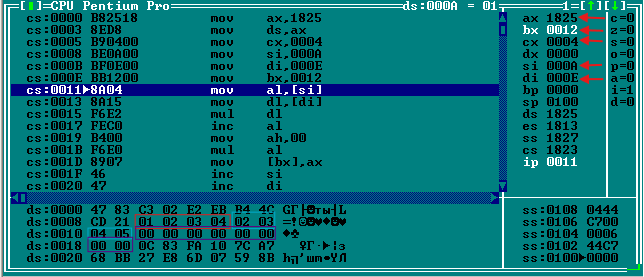 [■]=CPU Pentium Pro ds:000A = 01 1=[↑][↓]
cs:0000 B82518 mov ax,1825
cs:0003 8ED8 mov ds,ax
cs:0005 B90400 cx,0004
cs:0008 BE0A00 mov si,000A
cs:000B BF0E00 mov di,000E
cs:000E BB1200 mov bx,0012
cs:0011►8A04 mov al,[si]
cs:0013 8A15 mov dl,[di]
cs:0015 F6E2 mul dl
cs:0017 FEC0 inc al
cs:0019 B400 mov ah,00
cs:001B F6E0 mul al
cs:001D 8907 mov [bx],ax
cs:001F 46 inc si
cs:0020 47 inc di
ax 1825 c=0
bx 0012 z=0
cx 0004 s=0
dx 0000 o=0
si 000A p=0
di 000E a=0
bp 0000 i=1
sp 0100 d=0
ds 1825
es 1813
ss 1827
cs 1823
ip 0011
ds:0000 47 83 C3 02 E2 EB B4 4C
ds:0008 CD 21 01 02 03 04 02 03
ds:0010 04 05 00 00 00 00 00 00
ds:0018 00 00 0C 83 FA 10 7C A7
ds:0020 68 BB 27 E8 6D 07 59 8B
ss:0108 0444
ss:0106 C700
ss:0104 0006
ss:0102 44C7
ss:0100►0000